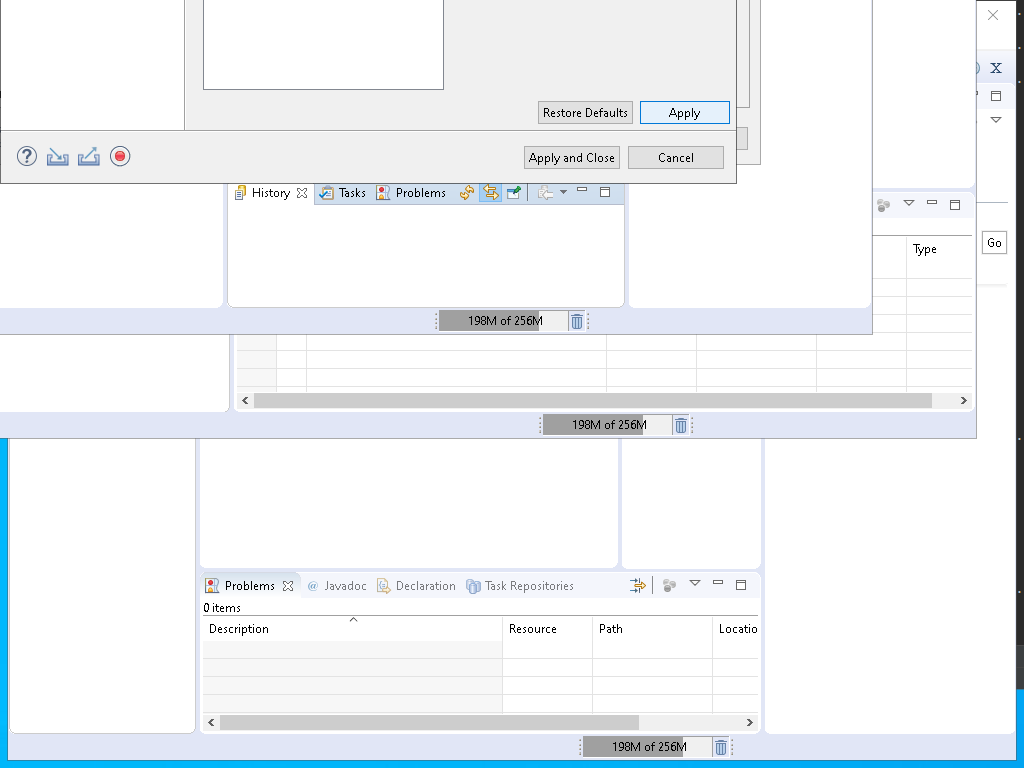 X
Restore Defaults
Apply
?
Apply and Close
Cancel
History
Tasks
Problems
Go
Type
198M of 256M
198M of 256M
Problems
@ Javadoc
Declaration
Task Repositories
0 items
Description
Resource
Path
Locatio
198M of 256M